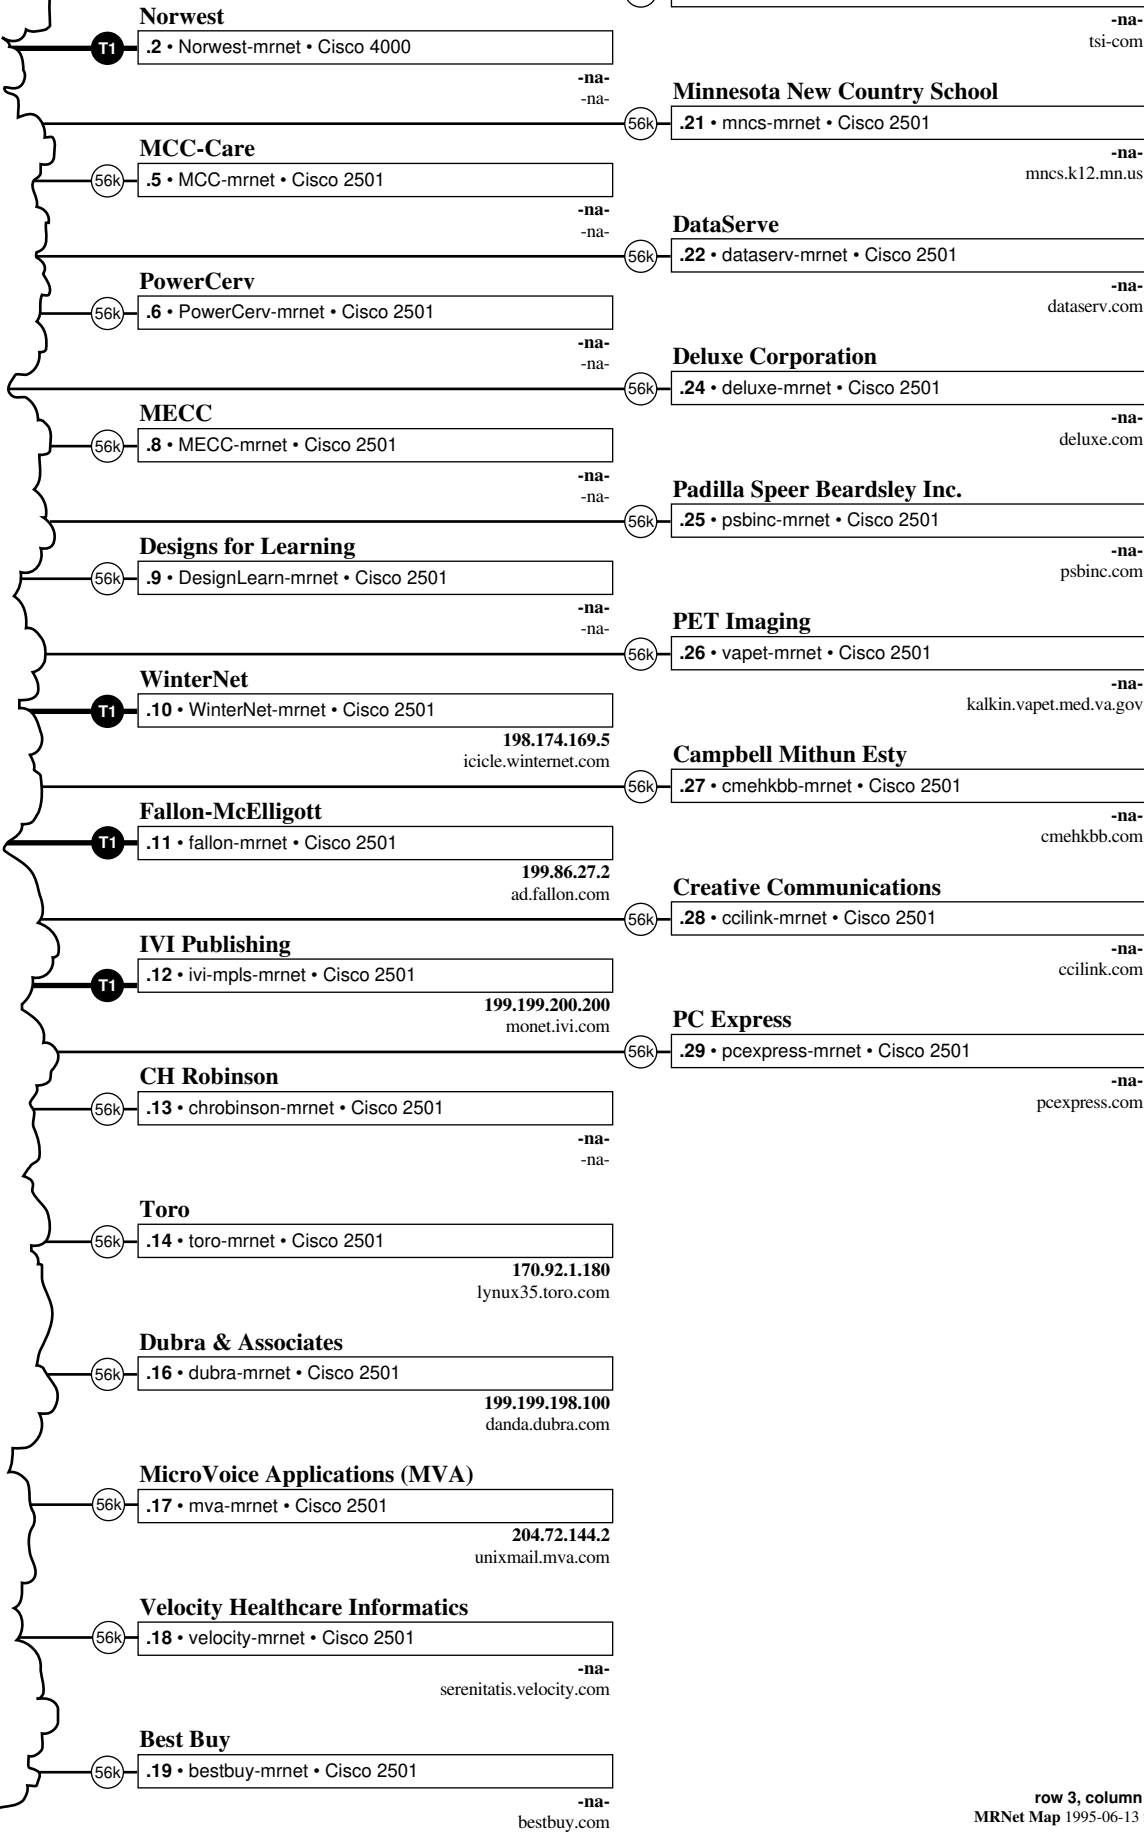 Norwest
T1
.2 • Norwest-mrnet • Cisco 4000
-na-
-na-
MCC-Care
56k
.5 • MCC-mrnet • Cisco 2501
-na-
-na-
PowerCerv
56k
.6 • PowerCerv-mrnet • Cisco 2501
-na-
-na-
MECC
56k
.8 • MECC-mrnet • Cisco 2501
-na-
-na-
Designs for Learning
56k
.9 • DesignLearn-mrnet • Cisco 2501
-na-
-na-
WinterNet
T1
.10 • WinterNet-mrnet • Cisco 2501
198.174.169.5
icicle.winternet.com
Fallon-McElligott
T1
.11 • fallon-mrnet • Cisco 2501
199.86.27.2
ad.fallon.com
IVI Publishing
T1
.12 • ivi-mpls-mrnet • Cisco 2501
199.199.200.200
monet.ivi.com
CH Robinson
56k
.13 • chrobinson-mrnet • Cisco 2501
-na-
-na-
Toro
56k
.14 • toro-mrnet • Cisco 2501
170.92.1.180
lynux35.toro.com
Dubra & Associates
56k
.16 • dubra-mrnet • Cisco 2501
199.199.198.100
danda.dubra.com
MicroVoice Applications (MVA)
56k
.17 • mva-mrnet • Cisco 2501
204.72.144.2
unixmail.mva.com
Velocity Healthcare Informatics
56k
.18 • velocity-mrnet • Cisco 2501
-na-
serenitatis.velocity.com
Best Buy
56k
.19 • bestbuy-mrnet • Cisco 2501
-na-
bestbuy.com
-na-
tsi-com
Minnesota New Country School
56k
.21 • mncs-mrnet • Cisco 2501
-na-
mncs.k12.mn.us
DataServe
56k
.22 • dataserv-mrnet • Cisco 2501
-na-
dataserv.com
Deluxe Corporation
56k
.24 • deluxe-mrnet • Cisco 2501
-na-
deluxe.com
Padilla Speer Beardsley Inc.
56k
.25 • psbinc-mrnet • Cisco 2501
-na-
psbinc.com
PET Imaging
56k
.26 • vapet-mrnet • Cisco 2501
-na-
kalkin.vapet.med.va.gov
Campbell Mithun Esty
56k
.27 • cmehkbb-mrnet • Cisco 2501
-na-
cmehkbb.com
Creative Communications
56k
.28 • ccilink-mrnet • Cisco 2501
-na-
ccilink.com
PC Express
56k
.29 • pcexpress-mrnet • Cisco 2501
-na-
pcexpress.com
row 3, column
MRNet Map 1995-06-13